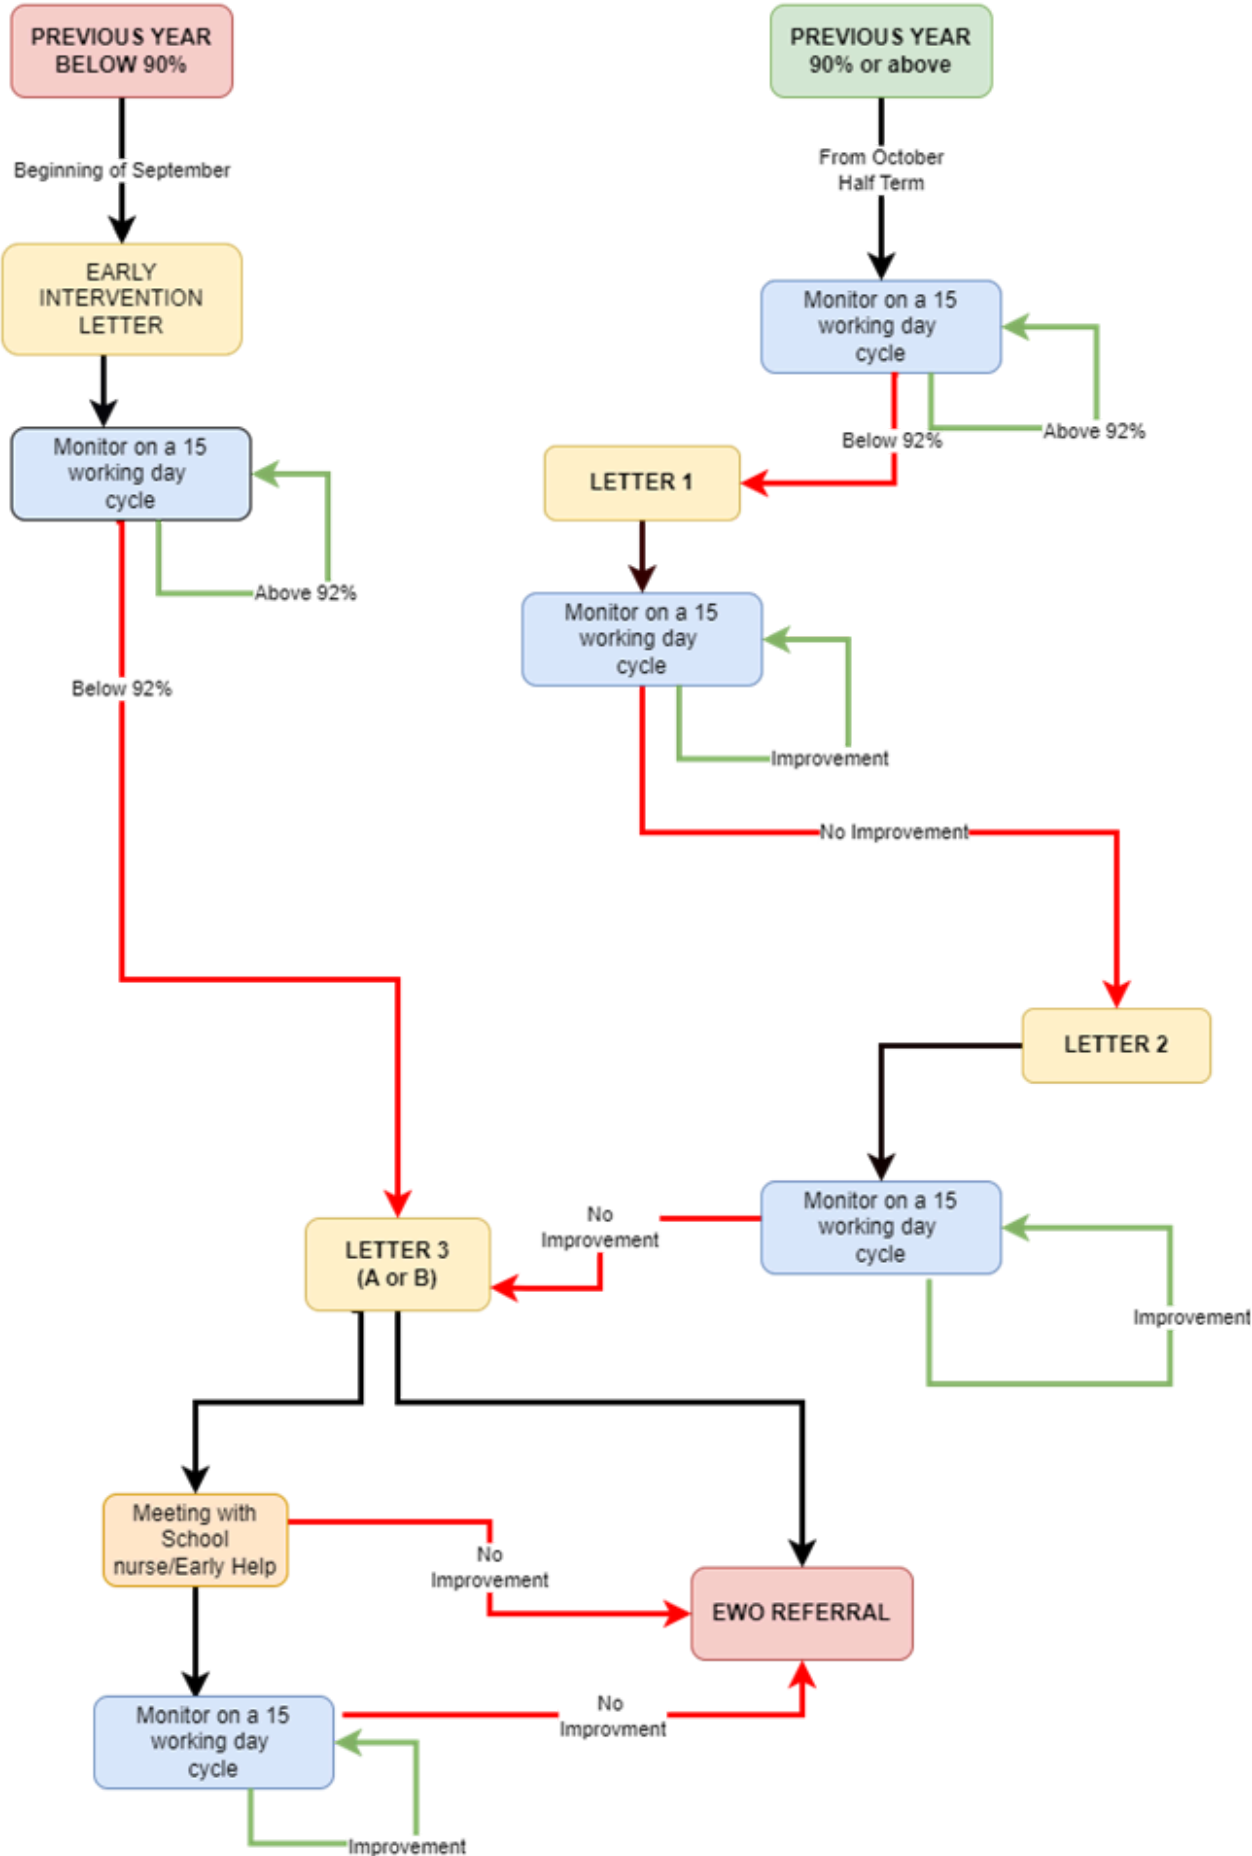 PREVIOUS YEAR
BELOW 90%
PREVIOUS YEAR
90% or above
Beginning of September
From October
Half Term
EARLY
INTERVENTION
LETTER
Monitor on a 15
working day
cycle
Above 92%
Below 92%
Monitor on a 15
working day
cycle
Above 92%
Below 92%
LETTER 1
Monitor on a 15
working day
cycle
Improvement
No Improvement
LETTER 2
Monitor on a 15
working day
cycle
Improvement
No
Improvement
LETTER 3
(A or B)
Meeting with
School
nurse/Early Help
No
Improvement
EWO REFERRAL
Monitor on a 15
working day
cycle
No
Improvment
Improvement